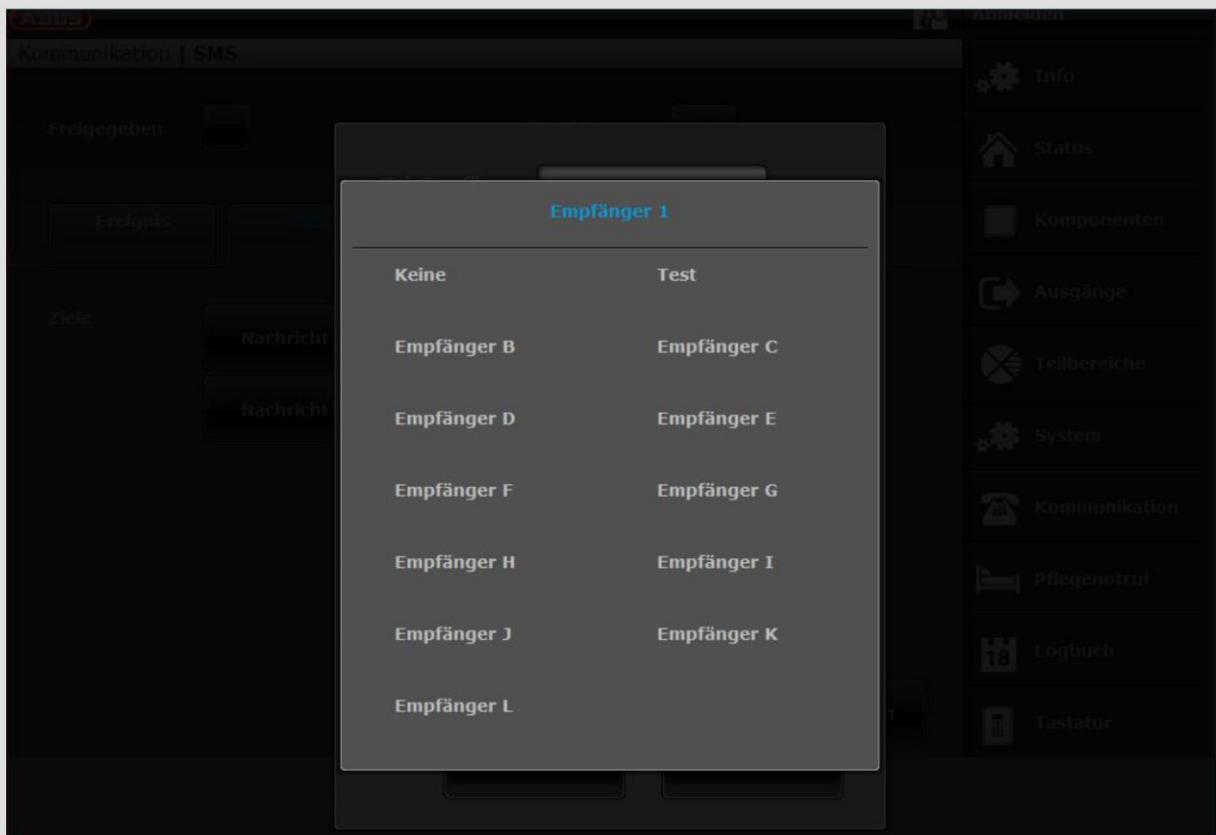 ABUS
Abmelden
Kommunikation | SMS
Info
Freigegeben
Status
Empfänger 1
Ereignis
Komponenten
Keine Test
Ausgänge
Ziele
Nachricht
Empfänger B Empfänger C
Teilbereiche
Nachricht
Empfänger D Empfänger E
System
Empfänger F Empfänger G
Kommunikation
Empfänger H Empfänger I
Pflegenotruf
Empfänger J Empfänger K
Logbuch
18
Empfänger L
Tastatur